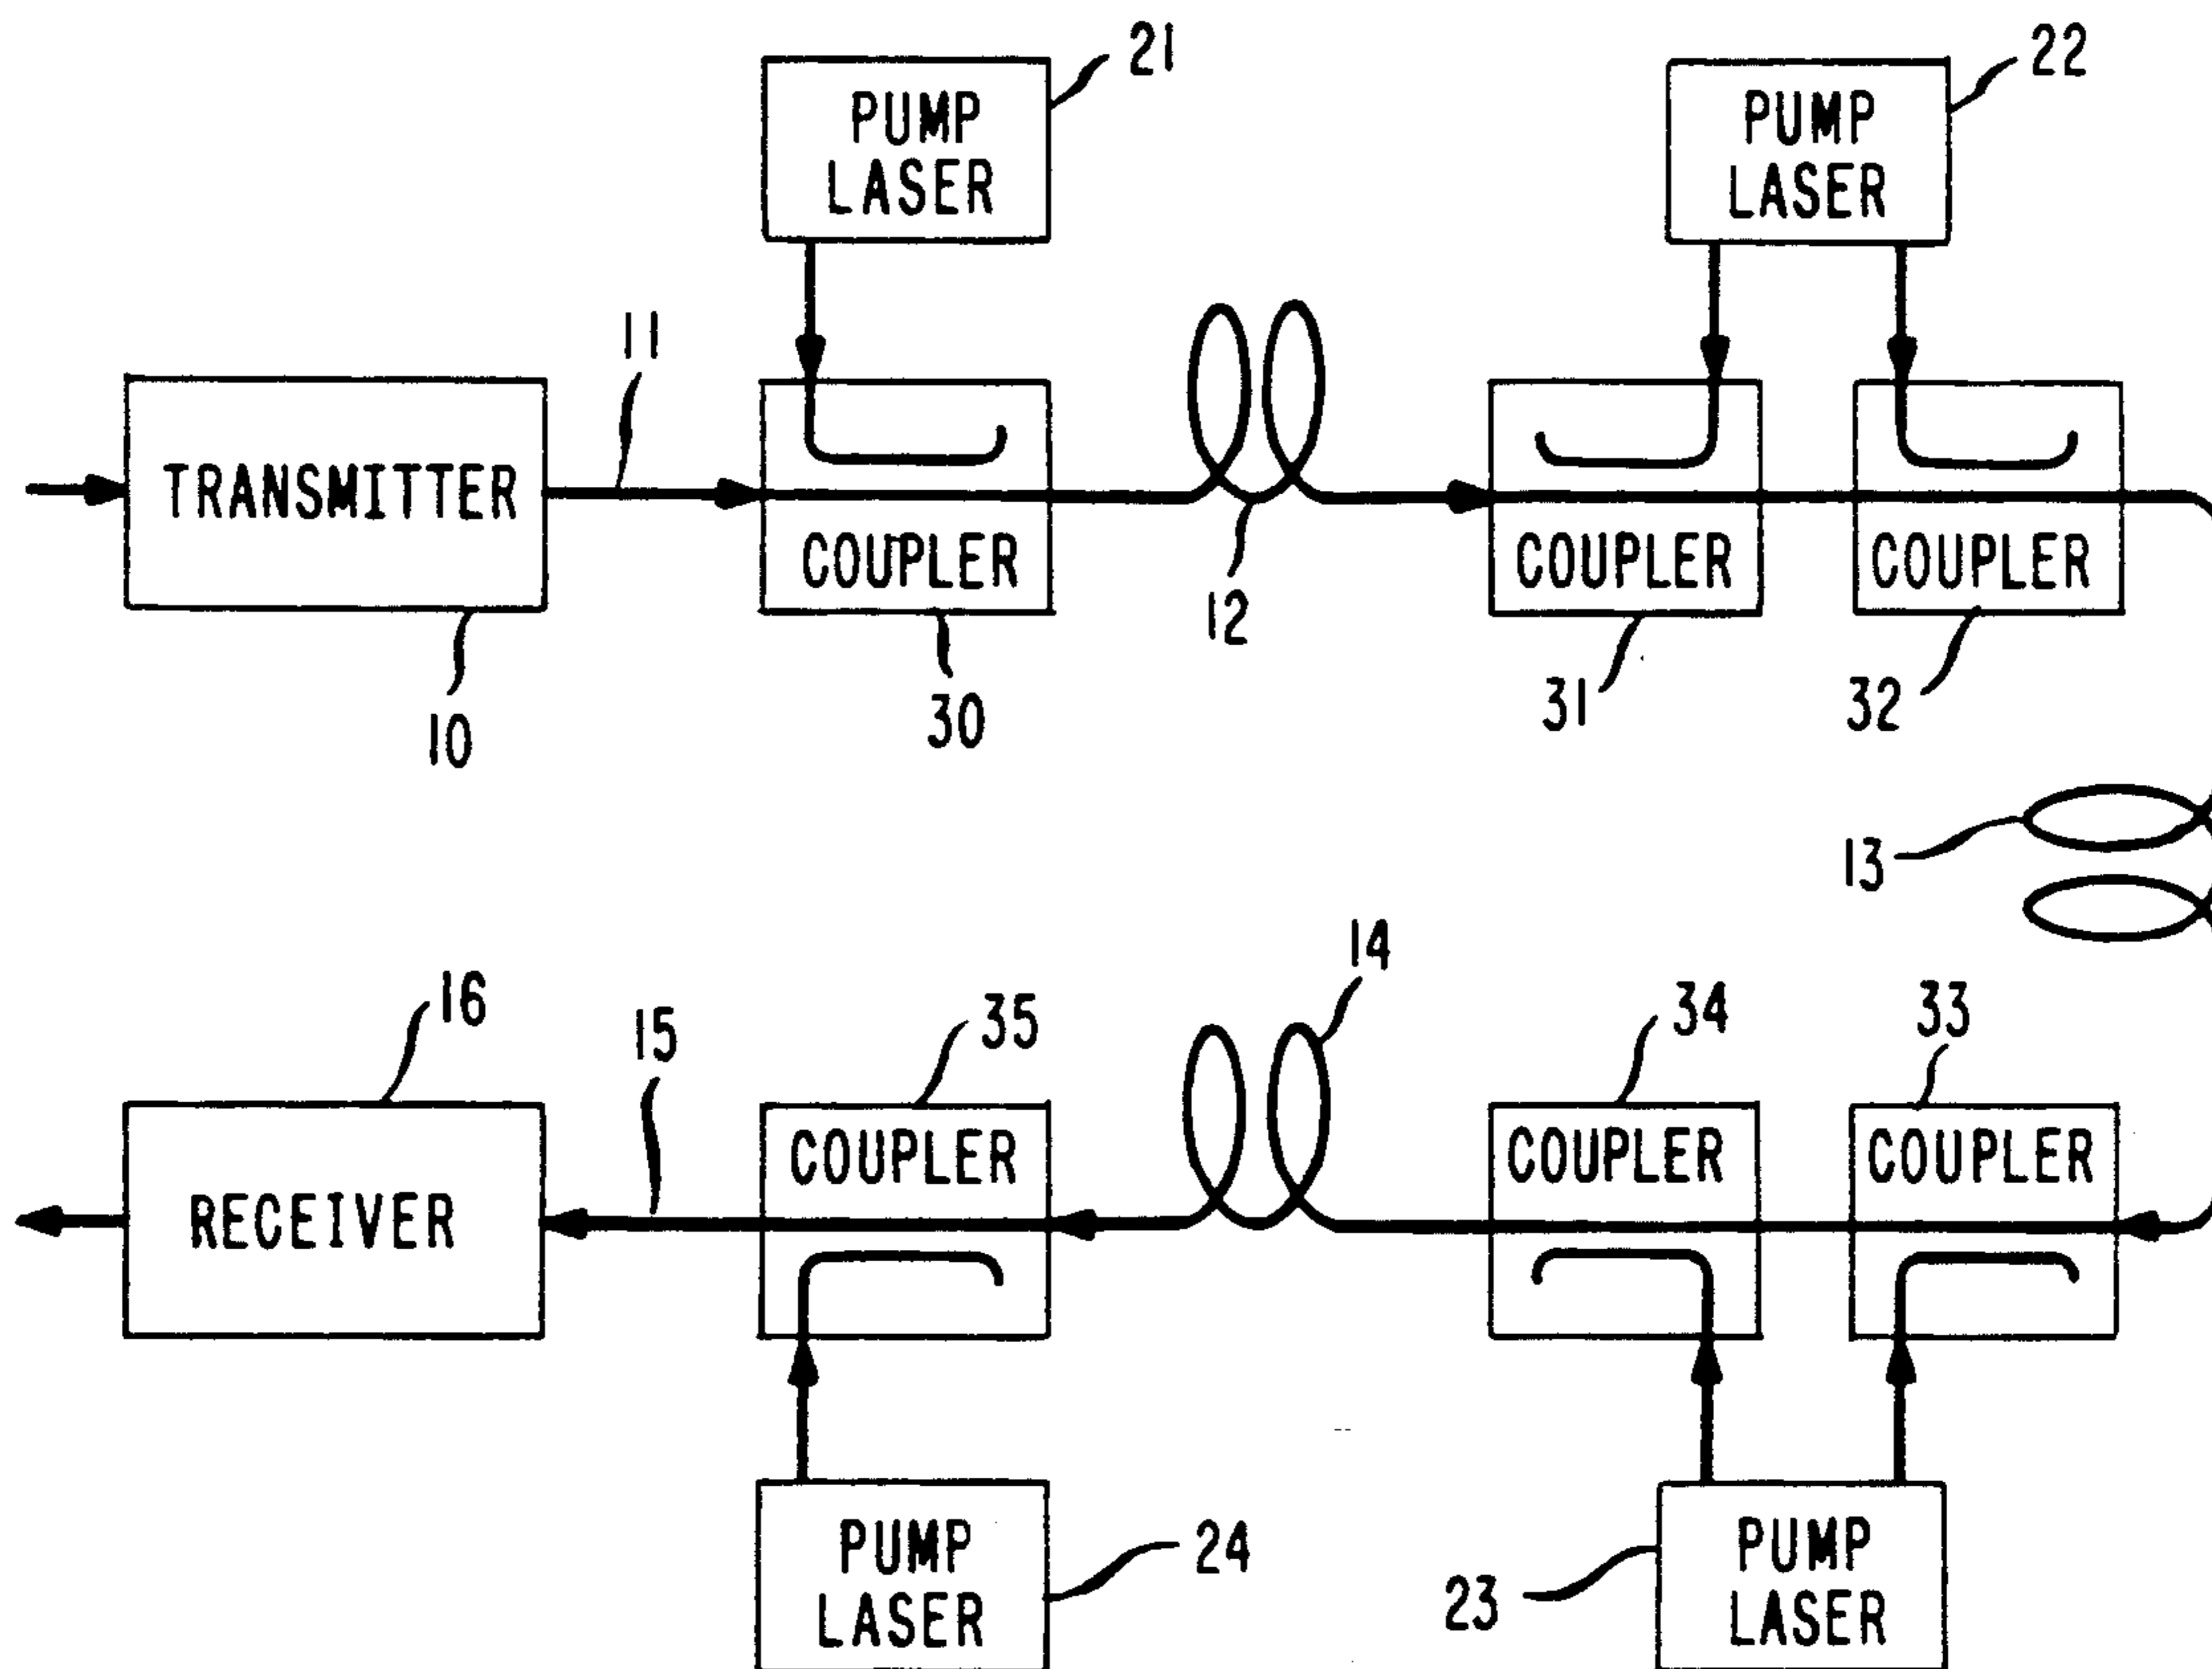 21
22
PUMP
LASER
PUMP
LASER
11
TRANSMITTER
COUPLER
COUPLER
COUPLER
12
10
30
31
32
13
14
16
15
35
34
33
COUPLER
COUPLER
COUPLER
RECEIVER
PUMP
LASER
24
23
PUMP
LASER